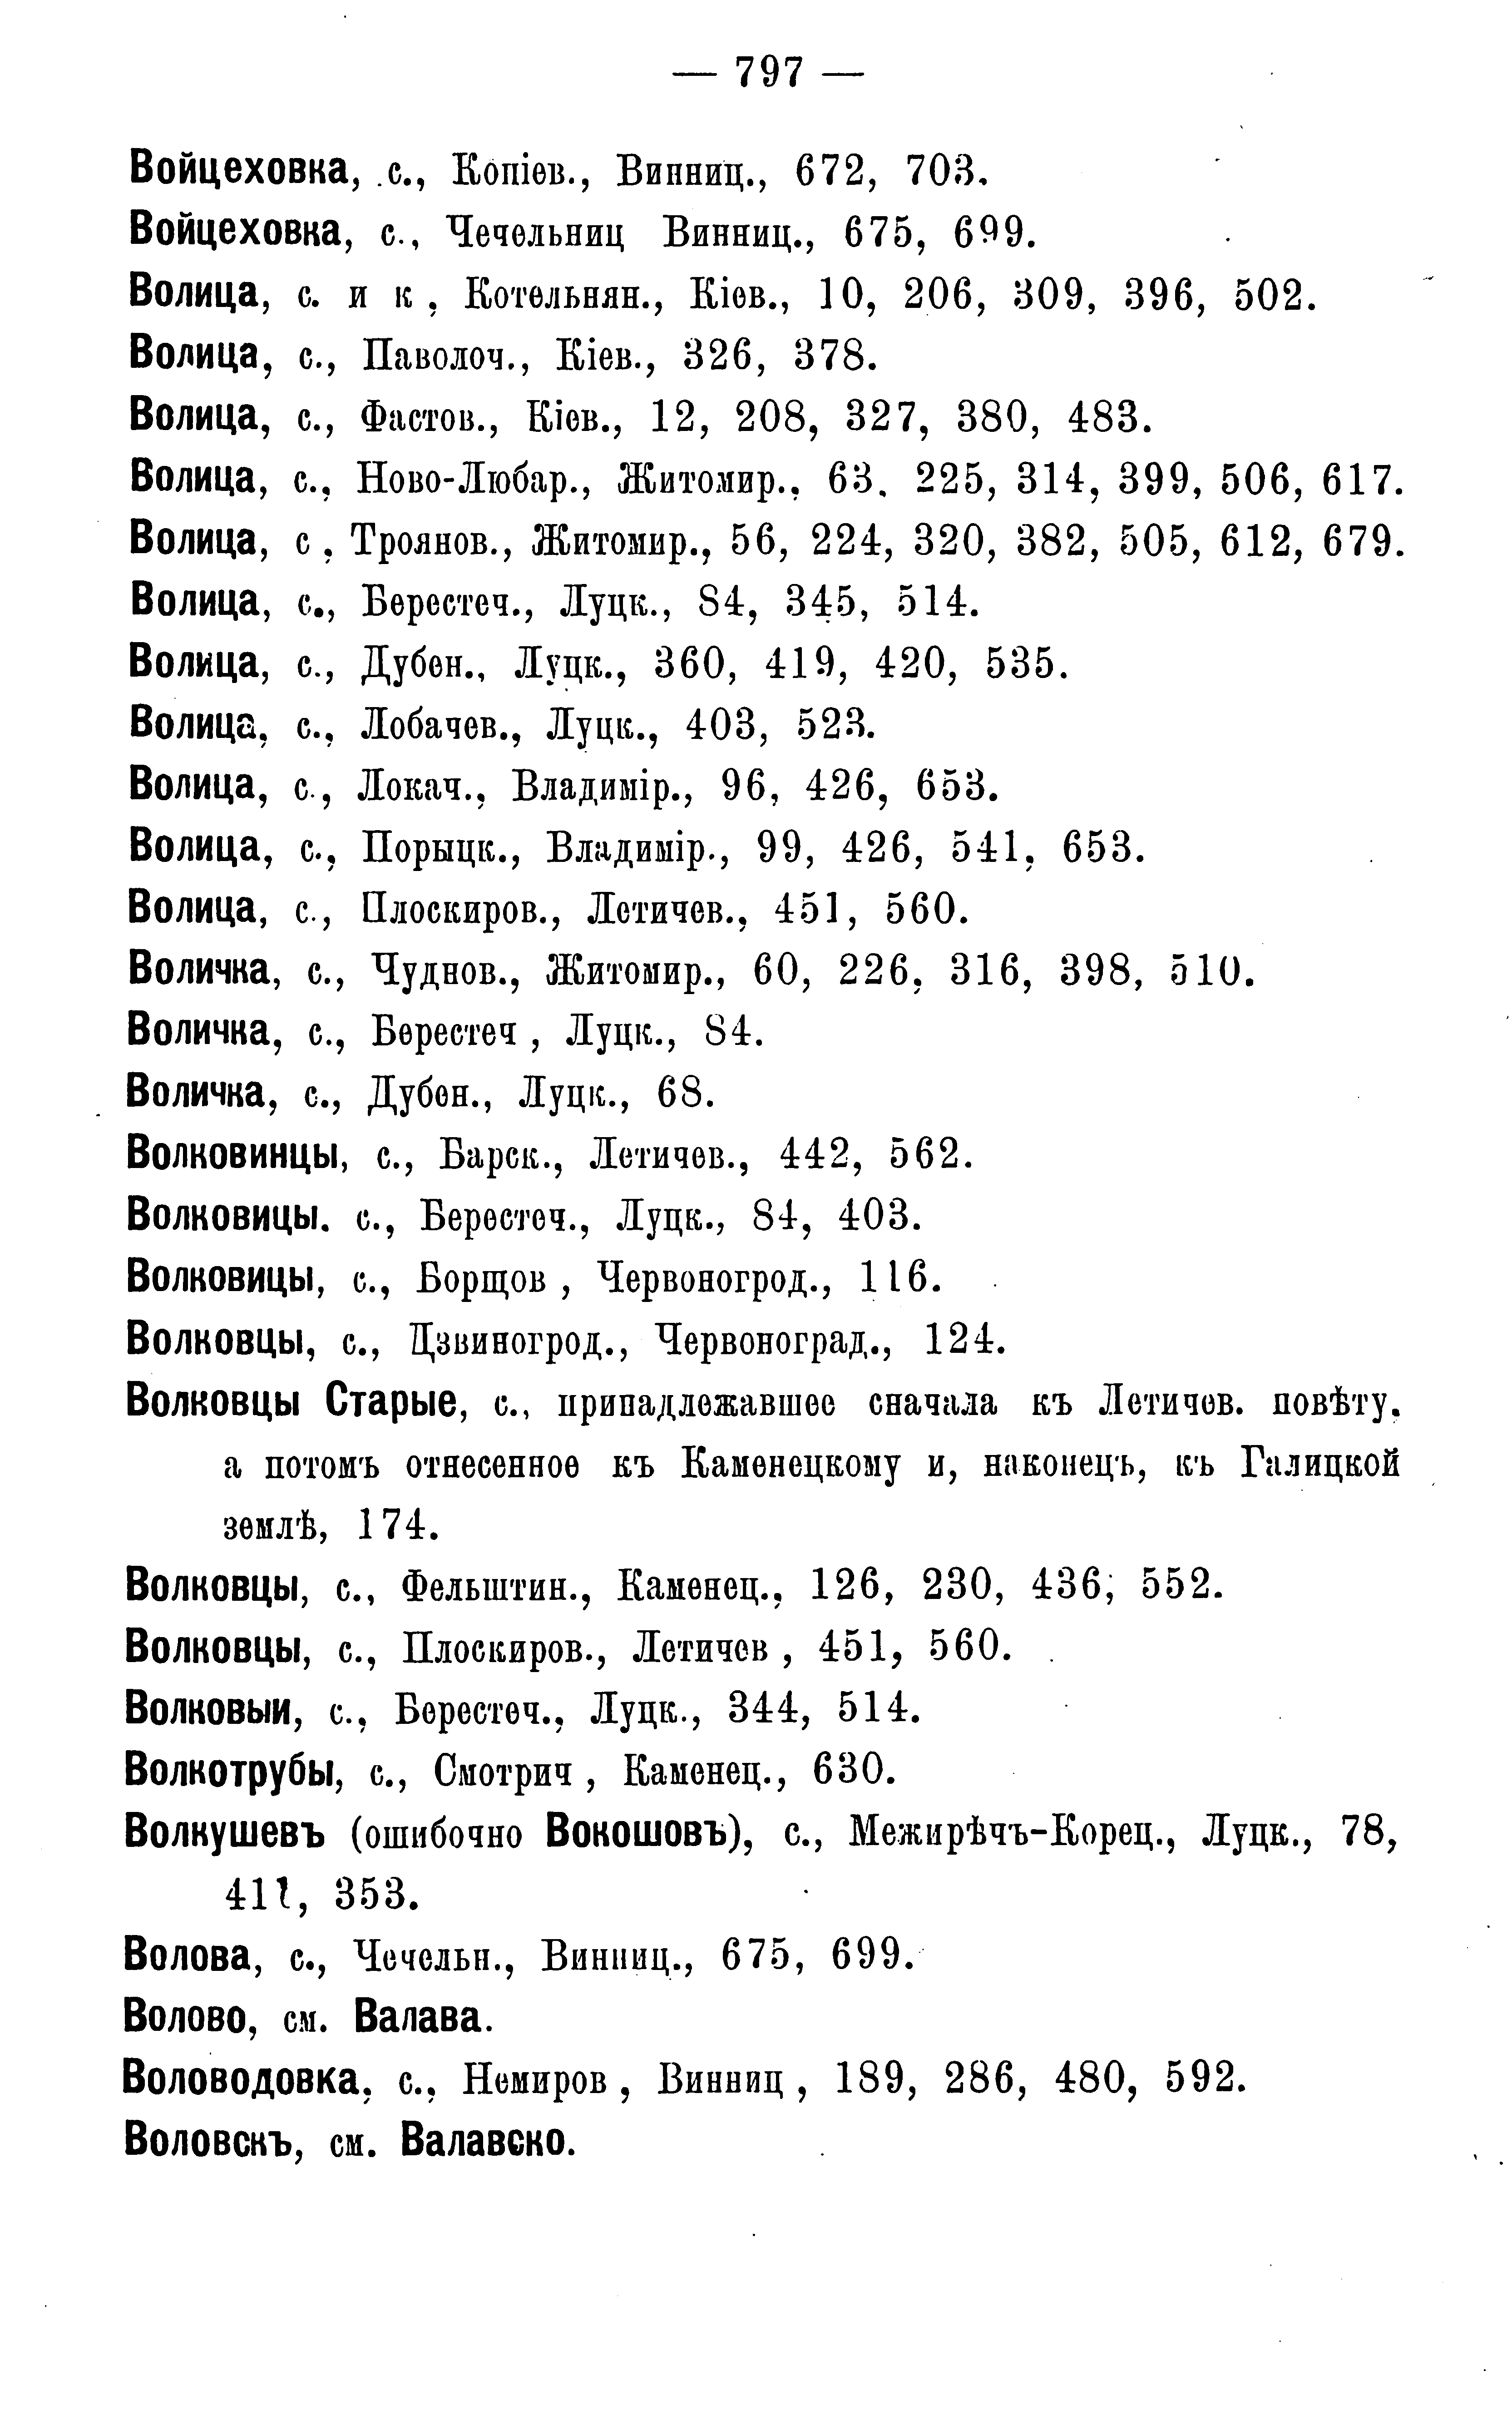 — 797 —
Войцеховка, с., Копіев., Винниц., 672, 703.
Войцеховка, с., Чечельниц Винниц., 675, 699.
Волица, с. и к., Котельнян., Кіев., 10, 206, 309, 396, 502.
Волица, с., Паволоч., Кіев., 326, 378.
Волица, с., Фастов., Кіев., 12, 208, 327, 380, 483.
Волица, с., Ново-Любар., Житомир., 63. 225, 314, 399, 506, 617.
Волица, с , Троянов., Житомир., 56, 224, 320, 382, 505, 612, 679.
Волица, с., Берестеч., Луцк., 84, 345, 514.
Волица, с., Дубен., Луцк., 360, 419, 420, 535.
Волица, с., Лобачев., Луцк., 403, 523.
Волица, с., Локач., Владимір., 96, 426, 653.
Волица, с., Порыцк., Владимір., 99, 426, 541, 653.
Волица, с., Плоскиров., Летичев., 451, 560.
Воличка, с., Чуднов., Житомир., 60, 226, 316, 398, 510.
Воличка, с., Берестеч , Луцк., 84.
Воличка, с., Дубен., Луцк., 68.
Волковинцы, с., Барск., Летичев., 442, 562.
Волковицы. с., Берестеч., Луцк., 84, 403.
Волковицы, с., Борщов , Червоногрод., 116.
Волковцы, с., Дзвиногрод., Червоноград., 124.
Волковцы Старые, с., припадлежавшее сначала къ Летичев. повѣту,
а потомъ отнесенное къ Каменецкому и, наконецъ, къ Галицкой
землѣ, 174.
Волковцы, с., Фельштин., Каменец., 126, 230, 436, 552.
Волковцы, с., Плоскиров., Летичев , 451, 560.
Волковыи, с., Берестеч., Луцк., 344, 514.
Волкотрубы, с., Смотрич , Каменец., 630.
Волкушевъ (ошибочно Вокошовъ), с., Межирѣчъ-Корец., Луцк., 78,
411, 353.
Волова, с., Чечельн., Винниц., 675, 699.
Волово, см. Валава.
Воловодовка, с., Немиров , Винниц , 189, 286, 480, 592.
Воловскъ, см. Валавско.